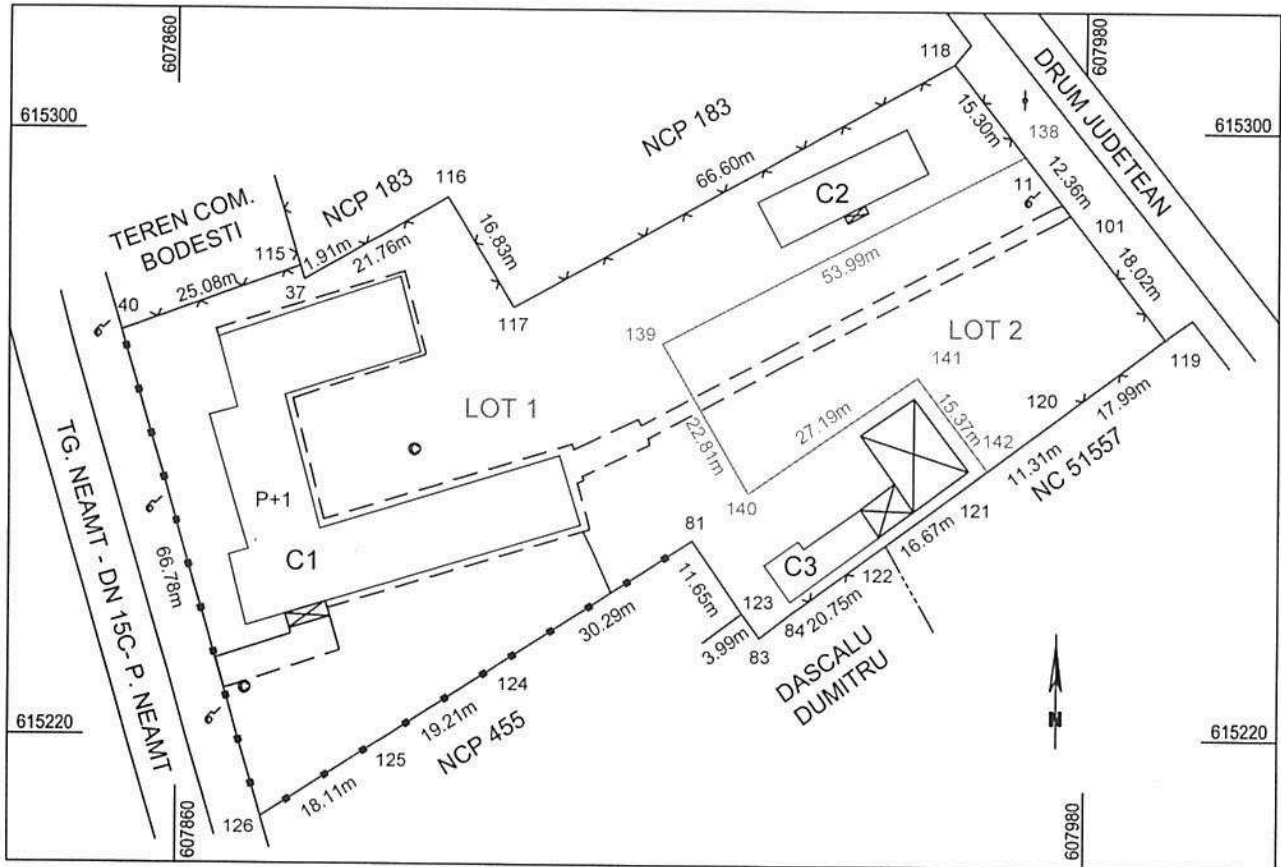 607860
607980
118
DRUM JUDETEAN
615300
615300
NCP 183
15.30m
138
66.60m
C2
11
12.36m
116
NCP 183
TEREN COM.
BODESTI
115
1.91m
21.76m
16.83m
101
18.02m
25.08m
37
40
53.99m
117
139
LOT 2
141
119
LOT 1
120
17.99m
22.81m
27.19m
15.37m
142
11.31m
NC 51557
TG. NEAMT - DN 15C- P. NEAMT
P+1
140
81
121
16.67m
C1
66.78m
11.65m
C3
122
123
84
20.75m
30.29m
3.99m
83
DASCALU
DUMITRU
124
19.21m
NCP 455
125
18.11m
126
615220
615220
N
607860
607980